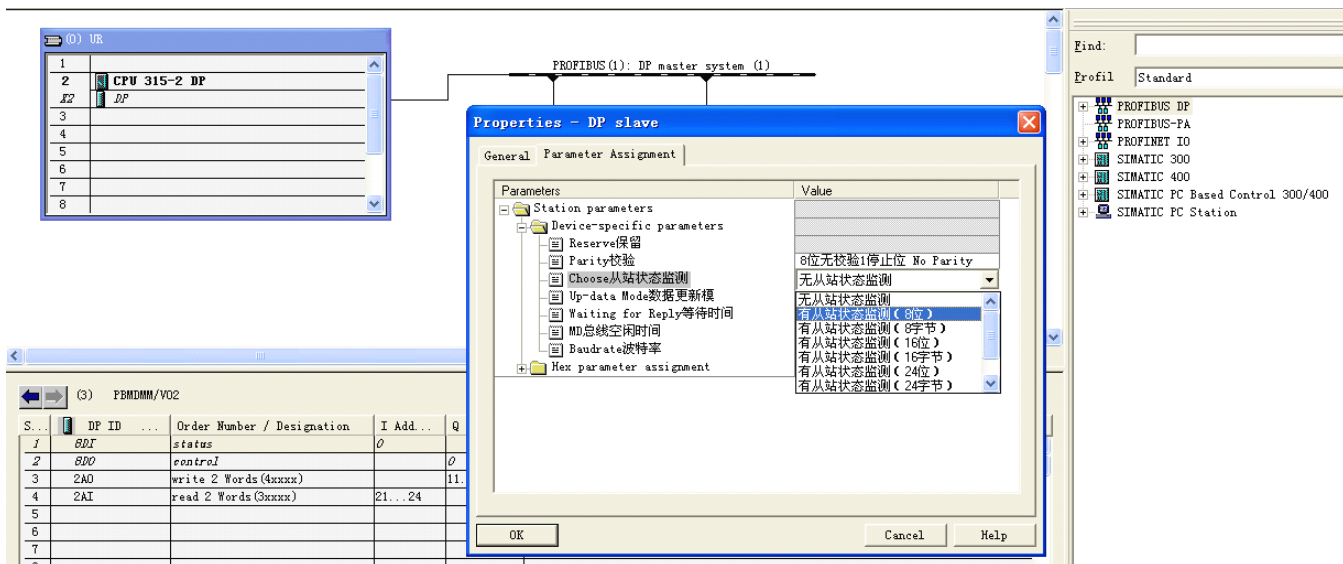 (0) UR
1
2 CPU 315-2 DP
X2 DP
3
4
5
6
7
8
PROFIBUS(1): DP master system (1)
Properties - DP slave
General Parameter Assignment
Parameters Value
Station parameters
Device-specific parameters
Reserve保留
Parity校验 8位无校验1停止位 No Parity
Choose从站状态监测 无从站状态监测
Up-data Mode数据更新模
Waiting for Reply等待时间
MD总线空闲时间
Baudrate波特率
Hex parameter assignment
无从站状态监测
有从站状态监测(8位)
有从站状态监测(8字节)
有从站状态监测(16位)
有从站状态监测(16字节)
有从站状态监测(24位)
有从站状态监测(24字节)
OK Cancel Help
Find:
Profil Standard
PROFIBUS DP
PROFIBUS-PA
PROFINET IO
SIMATIC 300
SIMATIC 400
SIMATIC PC Based Control 300/400
SIMATIC PC Station
(3) PBMDMM/V02
S... DP ID ... Order Number / Designation I Add... Q
1 8DI status 0
2 8DO control 0
3 2AO write 2 Words(4xxxx) 11.
4 2AI read 2 Words(3xxxx) 21...24
5
6
7